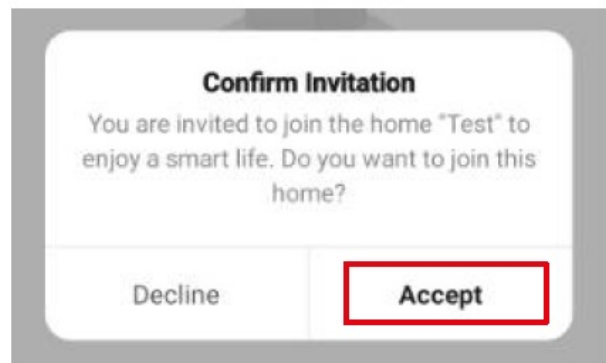 Confirm Invitation
You are invited to join the home "Test" to
enjoy a smart life. Do you want to join this
home?
Decline
Accept